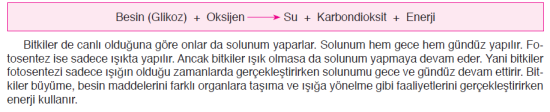 Besin (Glikoz) + Oksijen ⟶ Su + Karbondioksit + Enerji
Bitkiler de canlı olduğuna göre onlar da solunum yaparlar. Solunum hem gece hem gündüz yapılır. Fo-
tosentez ise sadece ışıkta yapılır. Ancak bitkiler ışık olmasa da solunum yapmaya devam eder. Yani bitkiler
fotosentezi sadece ışığın olduğu zamanlarda gerçekleştirirken solunumu gece ve gündüz devam ettirir. Bit-
kiler büyüme, besin maddelerini farklı organlara taşıma ve ışığa yönelme gibi faaliyetlerini gerçekleştirirken
enerji kullanır.